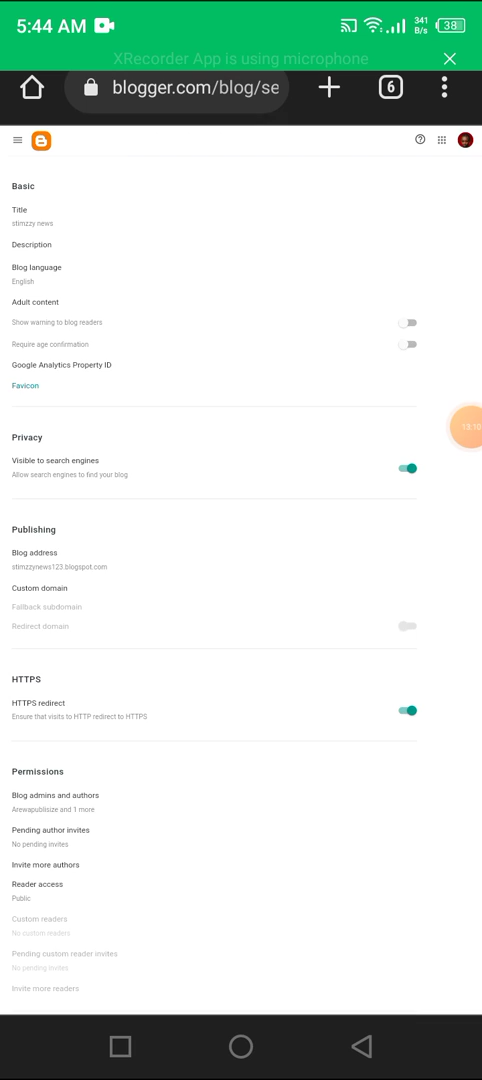 5:44 AM
341
B/s
38
XRecorder App is using microphone
blogger.com/blog/se
6
Basic
Title
stimzzy news
Description
Blog language
English
Adult content
Show warning to blog readers
Require age confirmation
Google Analytics Property ID
Favicon
13:10
Privacy
Visible to search engines
Allow search engines to find your blog
Publishing
Blog address
stimzzynews123.blogspot.com
Custom domain
Fallback subdomain
Redirect domain
HTTPS
HTTPS redirect
Ensure that visits to HTTP redirect to HTTPS
Permissions
Blog admins and authors
Arewapublisize and 1 more
Pending author invites
No pending invites
Invite more authors
Reader access
Public
Custom readers
No custom readers
Pending custom reader invites
No pending invites
Invite more readers